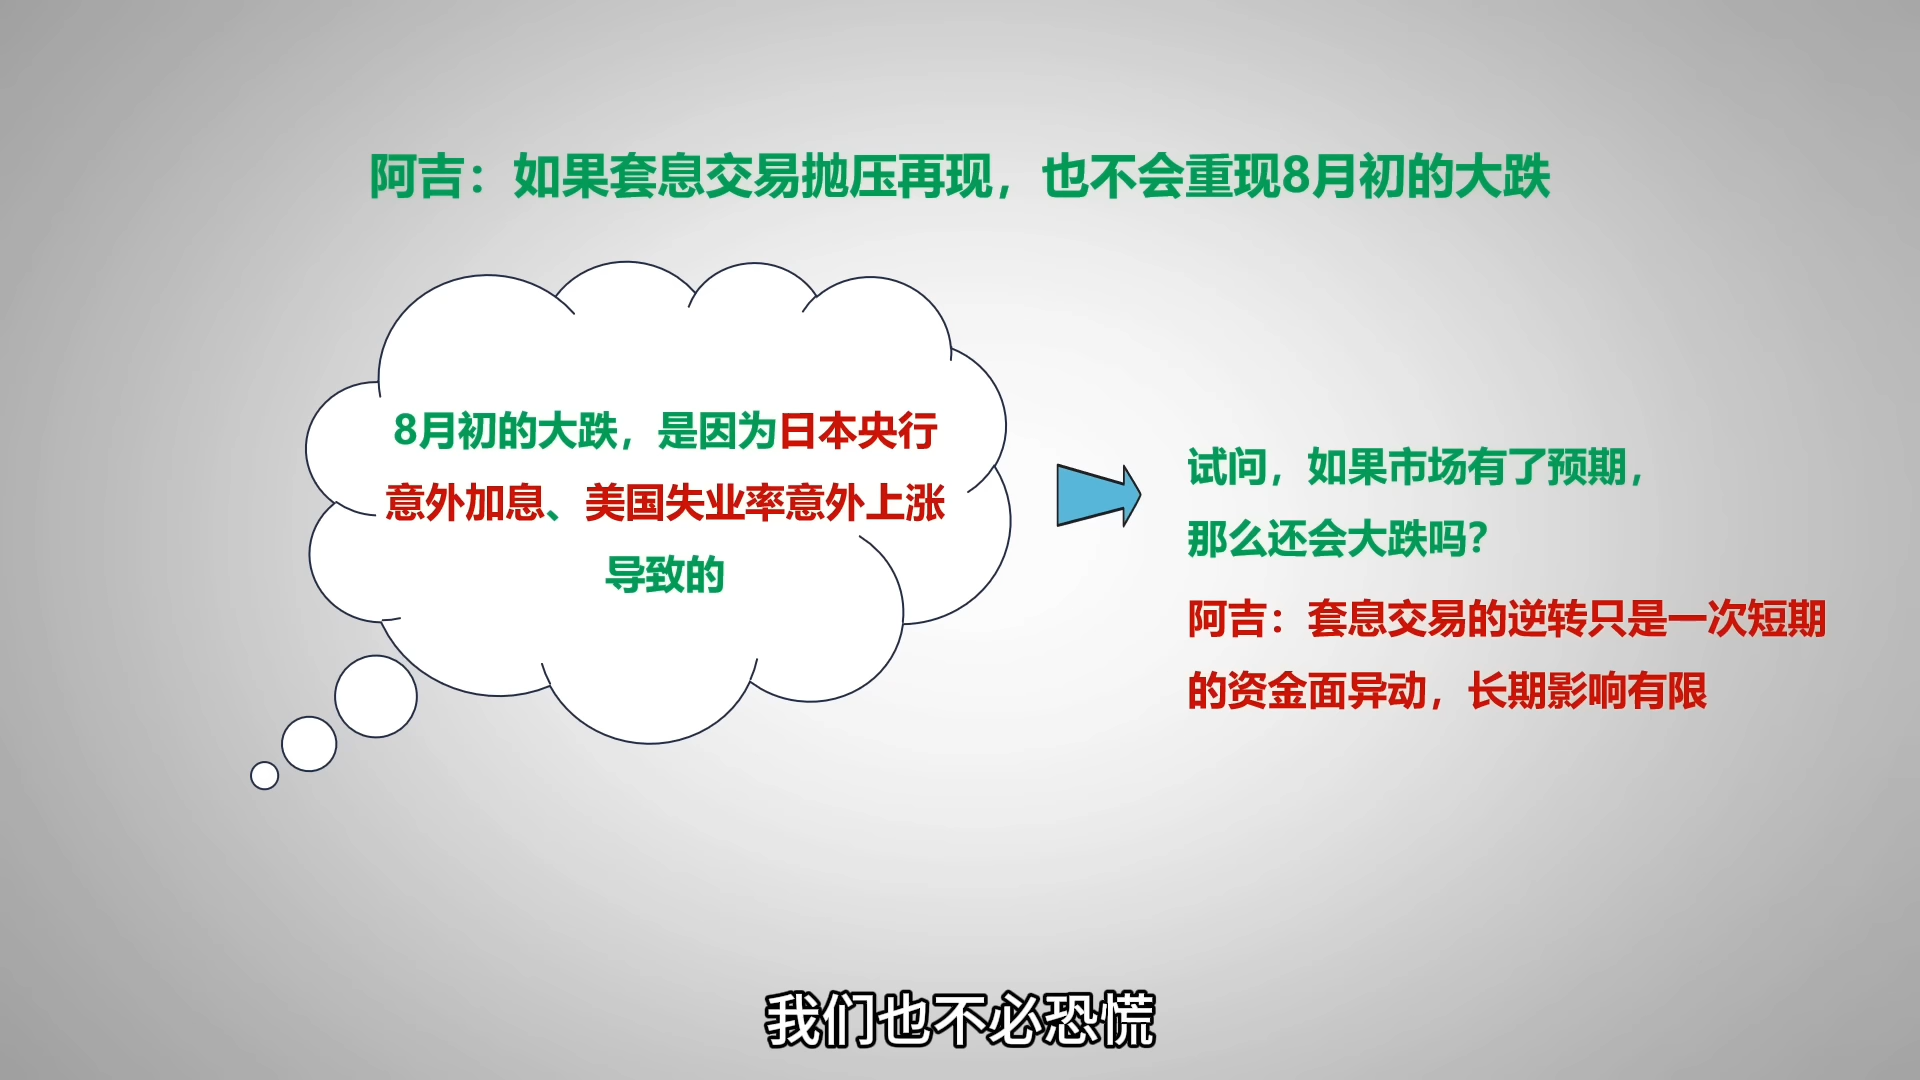 阿吉：如果套息交易抛压再现，也不会重现8月初的大跌
8月初的大跌，是因为日本央行
意外加息、美国失业率意外上涨
导致的
试问，如果市场有了预期，
那么还会大跌吗？
阿吉：套息交易的逆转只是一次短期
的资金面异动，长期影响有限
我们也不必恐慌